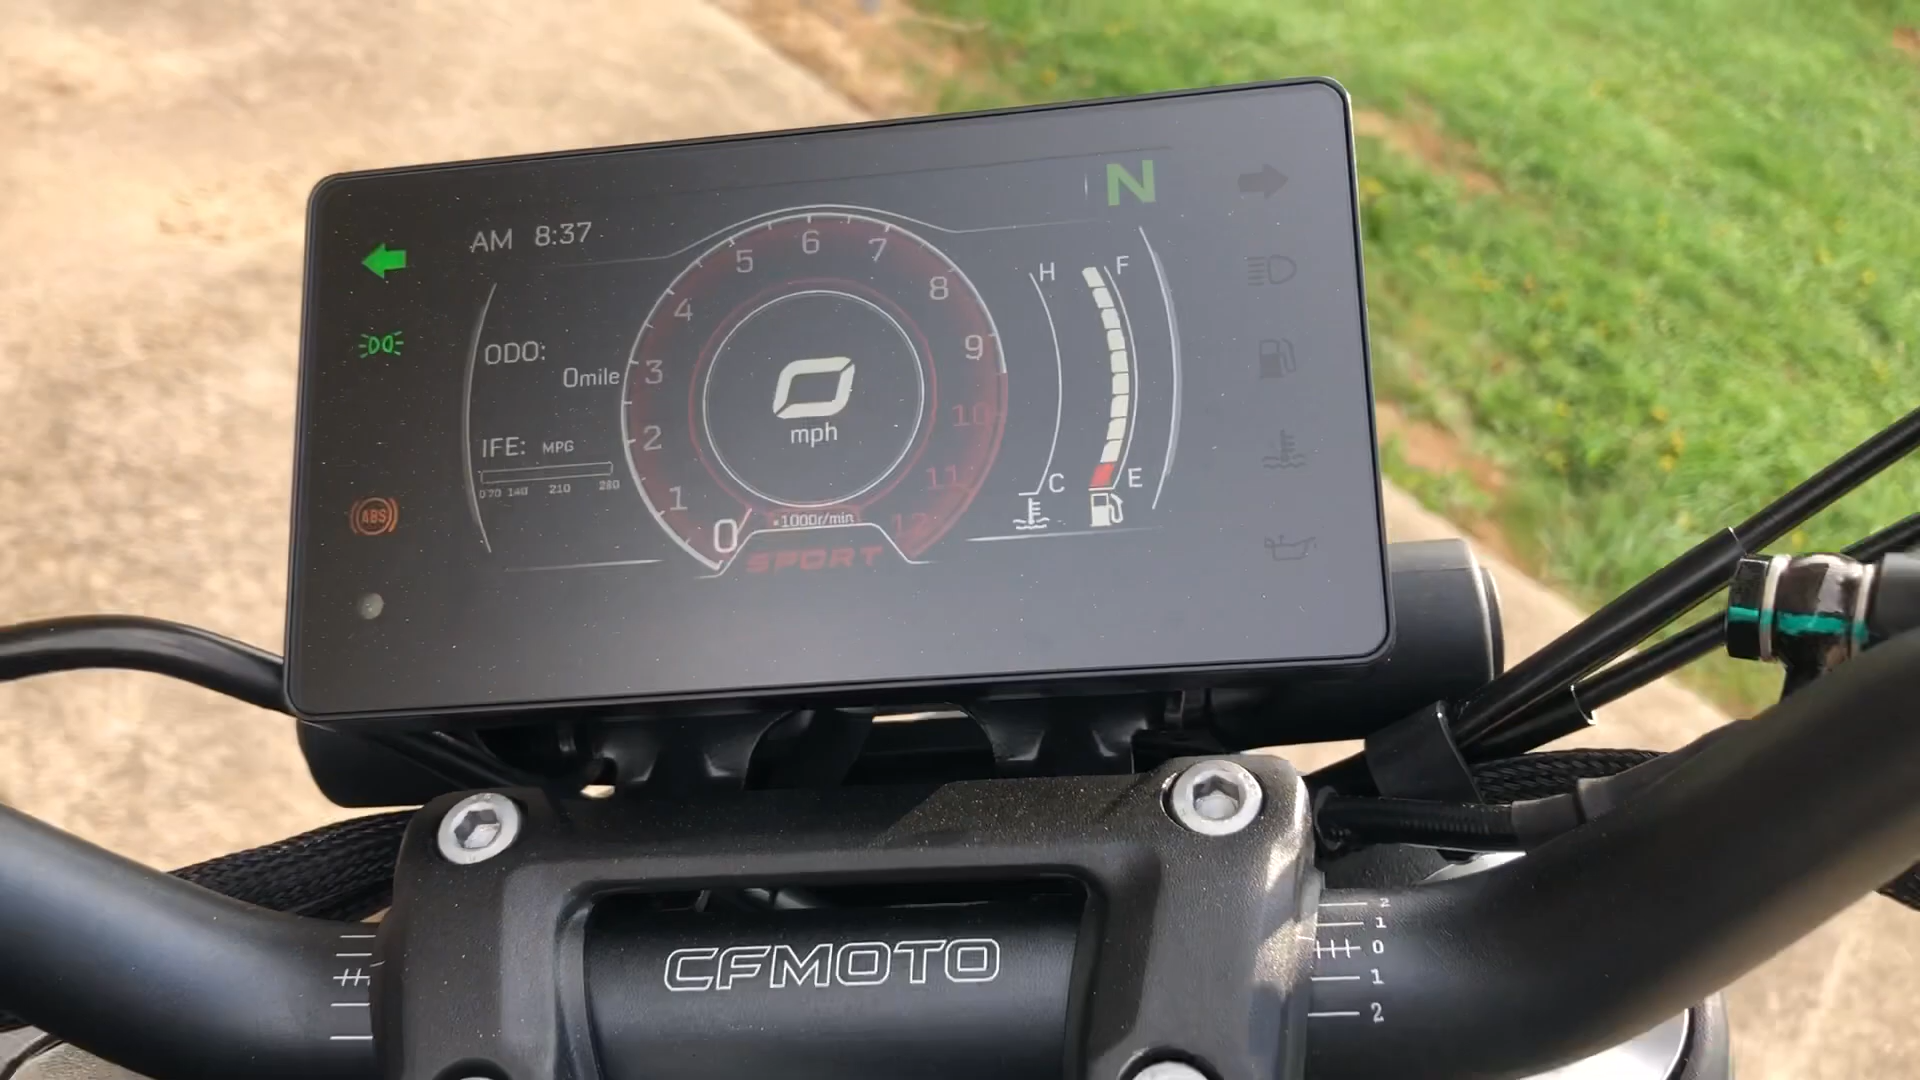 N
AM 8:37
ODO:
0mile
IFE: MPG
0 70 140 210 280
ABS
0 1 2 3 4 5 6 7 8 9 10 11 12
0
mph
×1000r/min
SPORT
H
C
F
E
CFMOTO
2
1
0
1
2